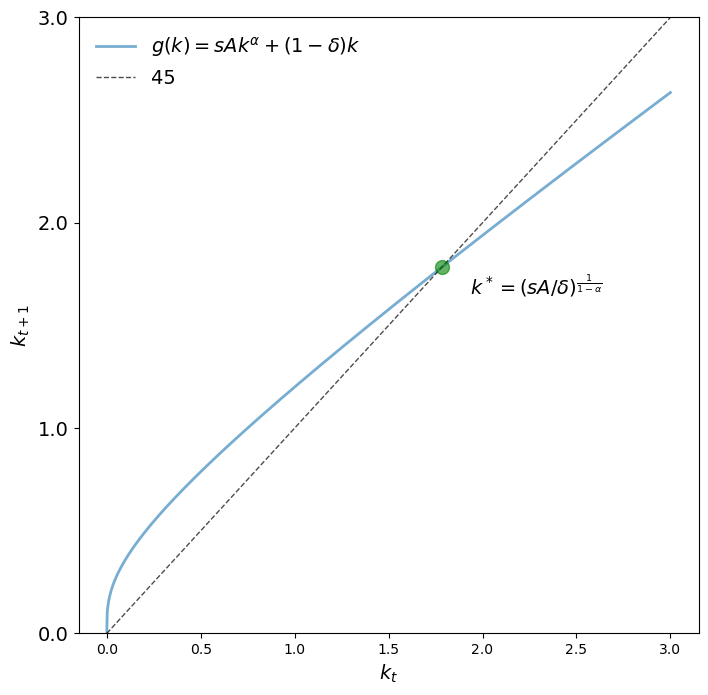 g(k) = sAk^α + (1 − δ)k
45
3.0
2.0
1.0
0.0
k_{t+1}
k* = (sA/δ)^{\frac{1}{1−α}}
0.0 0.5 1.0 1.5 2.0 2.5 3.0
k_t